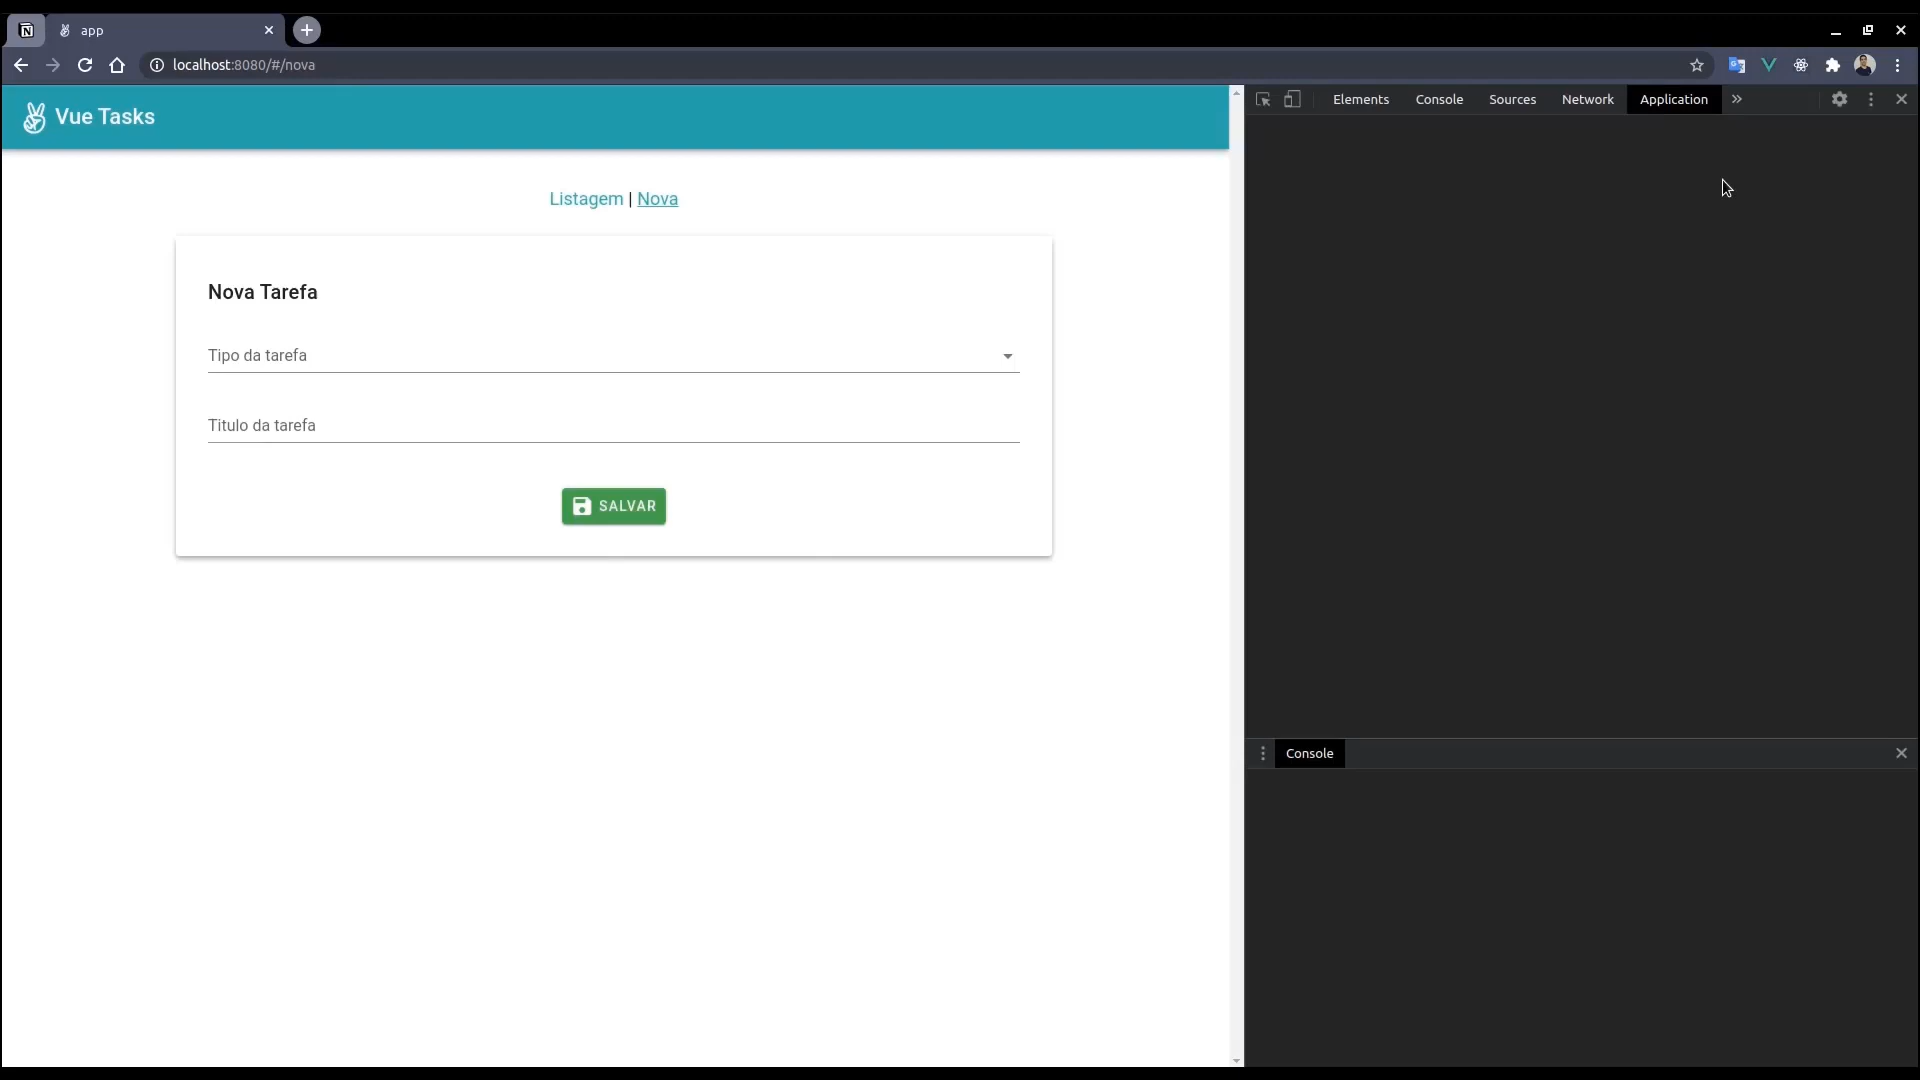 app
localhost:8080/#/nova
Vue Tasks
Elements Console Sources Network Application
Listagem | Nova
Nova Tarefa
Tipo da tarefa
Titulo da tarefa
SALVAR
Console